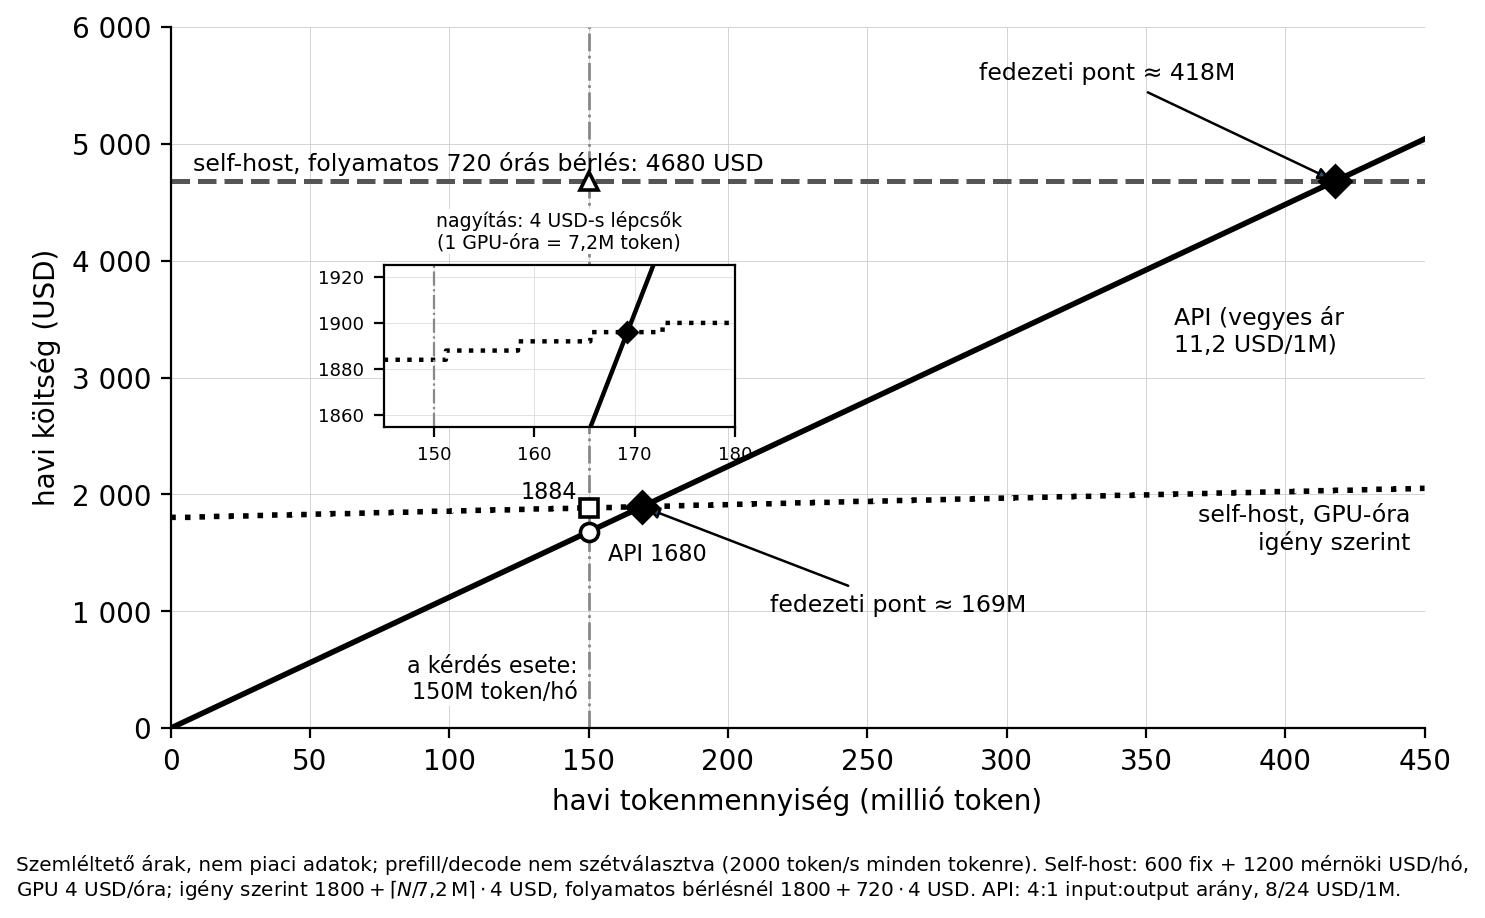 6 000
5 000
4 000
3 000
2 000
1 000
0
havi költség (USD)
fedezeti pont ≈ 418M
self-host, folyamatos 720 órás bérlés: 4680 USD
nagyítás: 4 USD-s lépcsők
(1 GPU-óra = 7,2M token)
1920
1900
1880
1860
150 160 170 180
API (vegyes ár
11,2 USD/1M)
1884
API 1680
self-host, GPU-óra
igény szerint
fedezeti pont ≈ 169M
a kérdés esete:
150M token/hó
0 50 100 150 200 250 300 350 400 450
havi tokenmennyiség (millió token)
Szemléltető árak, nem piaci adatok; prefill/decode nem szétválasztva (2000 token/s minden tokenre). Self-host: 600 fix + 1200 mérnöki USD/hó,
GPU 4 USD/óra; igény szerint 1800 + ⌈N/7,2 M⌉ · 4 USD, folyamatos bérlésnél 1800 + 720 · 4 USD. API: 4:1 input:output arány, 8/24 USD/1M.